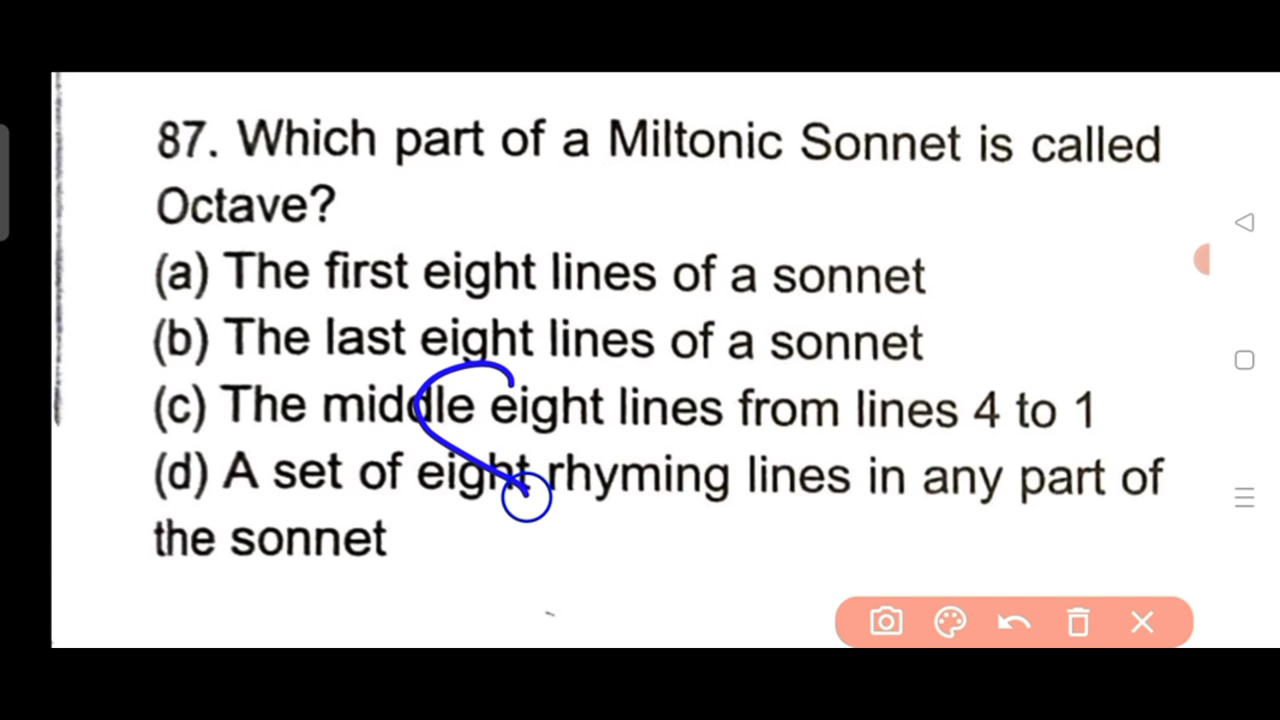 87. Which part of a Miltonic Sonnet is called
Octave?
(a) The first eight lines of a sonnet
(b) The last eight lines of a sonnet
(c) The middle eight lines from lines 4 to 1
(d) A set of eight rhyming lines in any part of
the sonnet